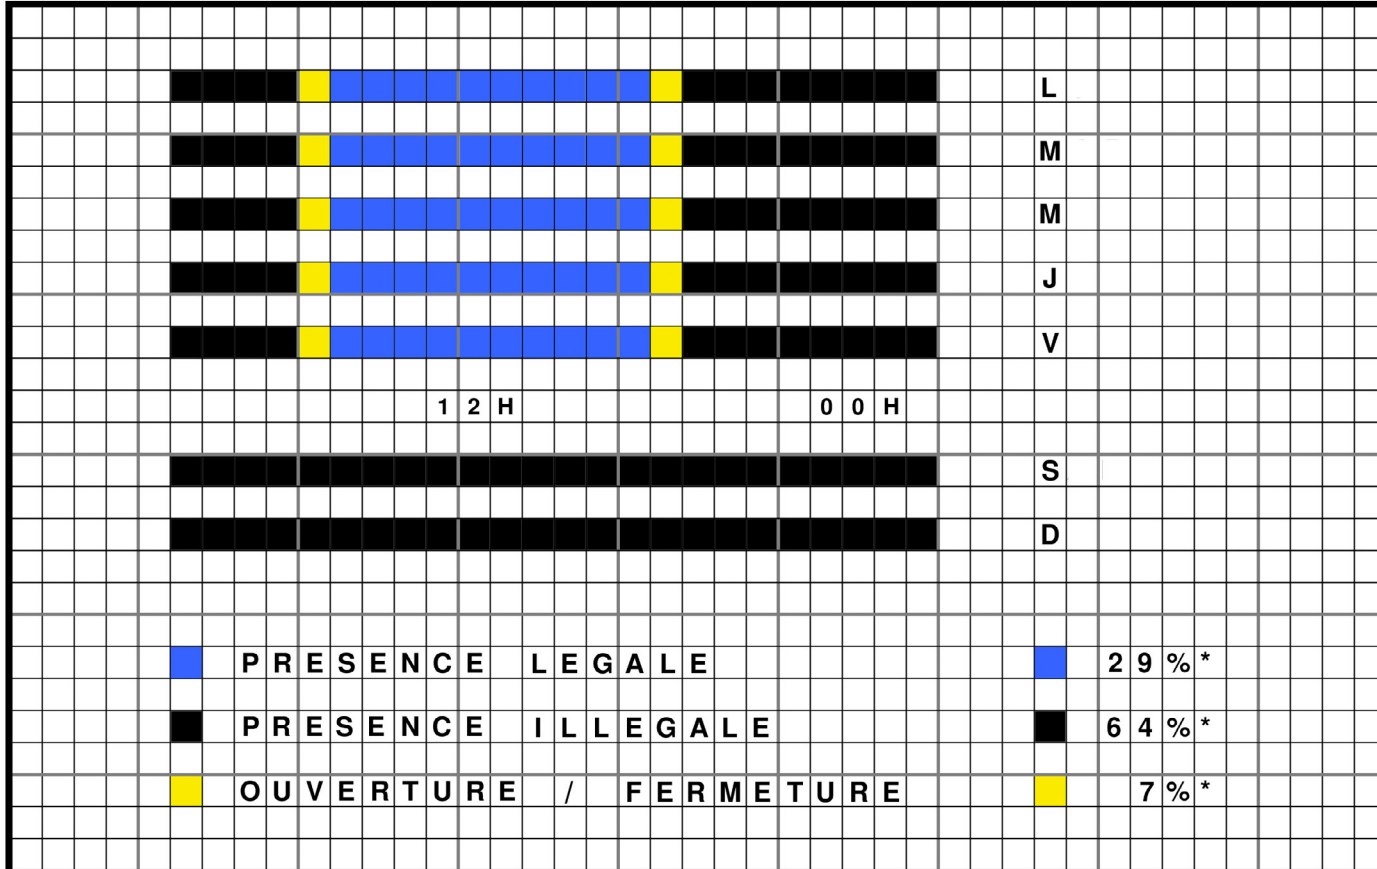 L
M
M
J
V
12H 00H
S
D
PRESENCE LEGALE 29%*
PRESENCE ILLEGALE 64%*
OUVERTURE / FERMETURE 7%*